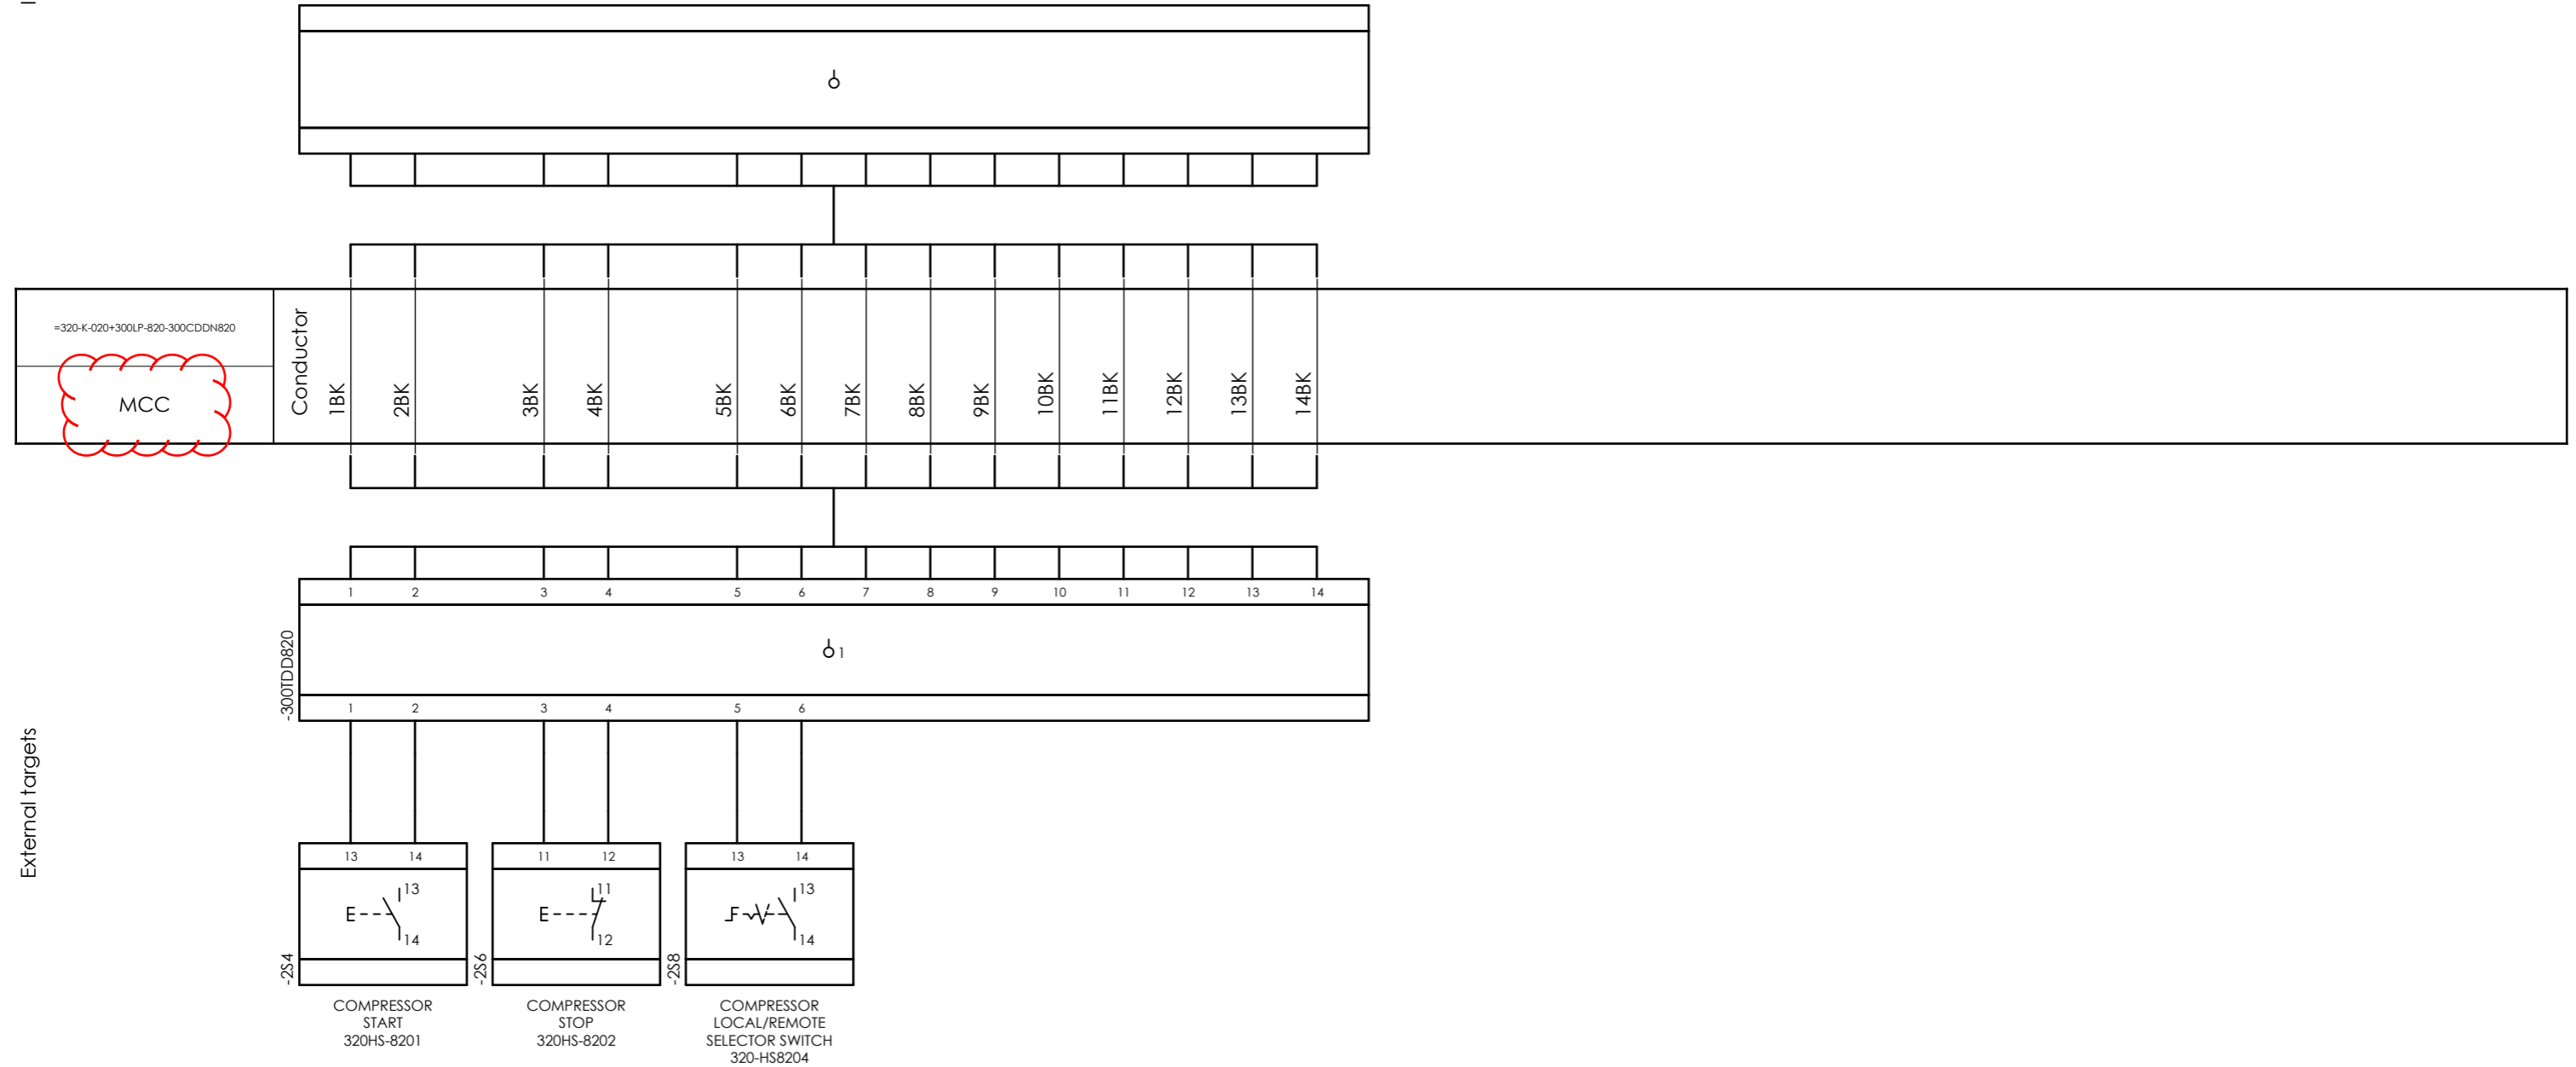 =320-K-020+300LP-820-300CDDN820
MCC
Conductor
1BK
2BK
3BK
4BK
5BK
6BK
7BK
8BK
9BK
10BK
11BK
12BK
13BK
14BK
1 2 3 4 5 6 7 8 9 10 11 12 13 14
-300TDD820
1
1 2 3 4 5 6
External targets
13 14
13
E
14
-2S4
COMPRESSOR
START
320HS-8201
11 12
11
E
12
-2S6
COMPRESSOR
STOP
320HS-8202
13 14
13
14
-2S8
COMPRESSOR
LOCAL/REMOTE
SELECTOR SWITCH
320-HS8204